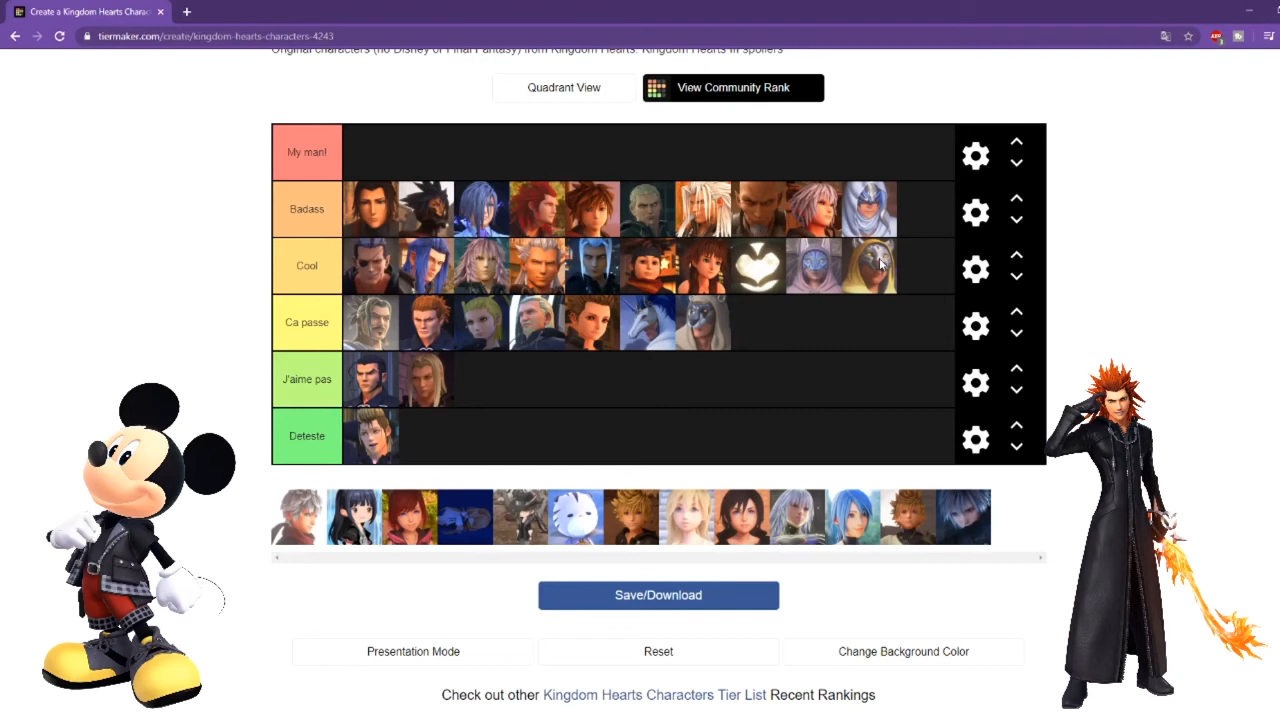 Create a Kingdom Hearts Charac
tiermaker.com/create/kingdom-hearts-characters-4243
Original characters (no Disney or Final Fantasy) from Kingdom Hearts. Kingdom Hearts III spoilers
Quadrant View
View Community Rank
My man!
Badass
Cool
Ca passe
J'aime pas
Deteste
Save/Download
Presentation Mode
Reset
Change Background Color
Check out other Kingdom Hearts Characters Tier List Recent Rankings